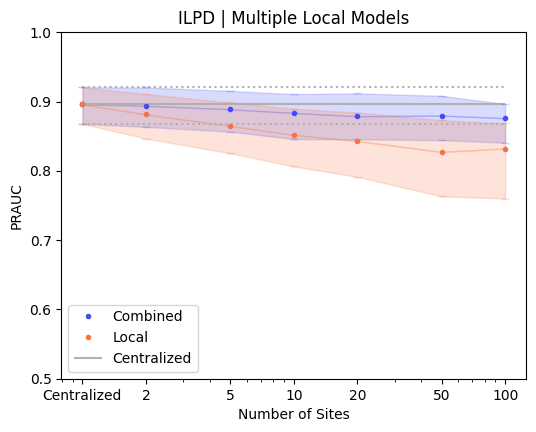 ILPD | Multiple Local Models
1.0
0.9
0.8
0.7
0.6
0.5
PRAUC
Combined
Local
Centralized
Centralized 2 5 10 20 50 100
Number of Sites